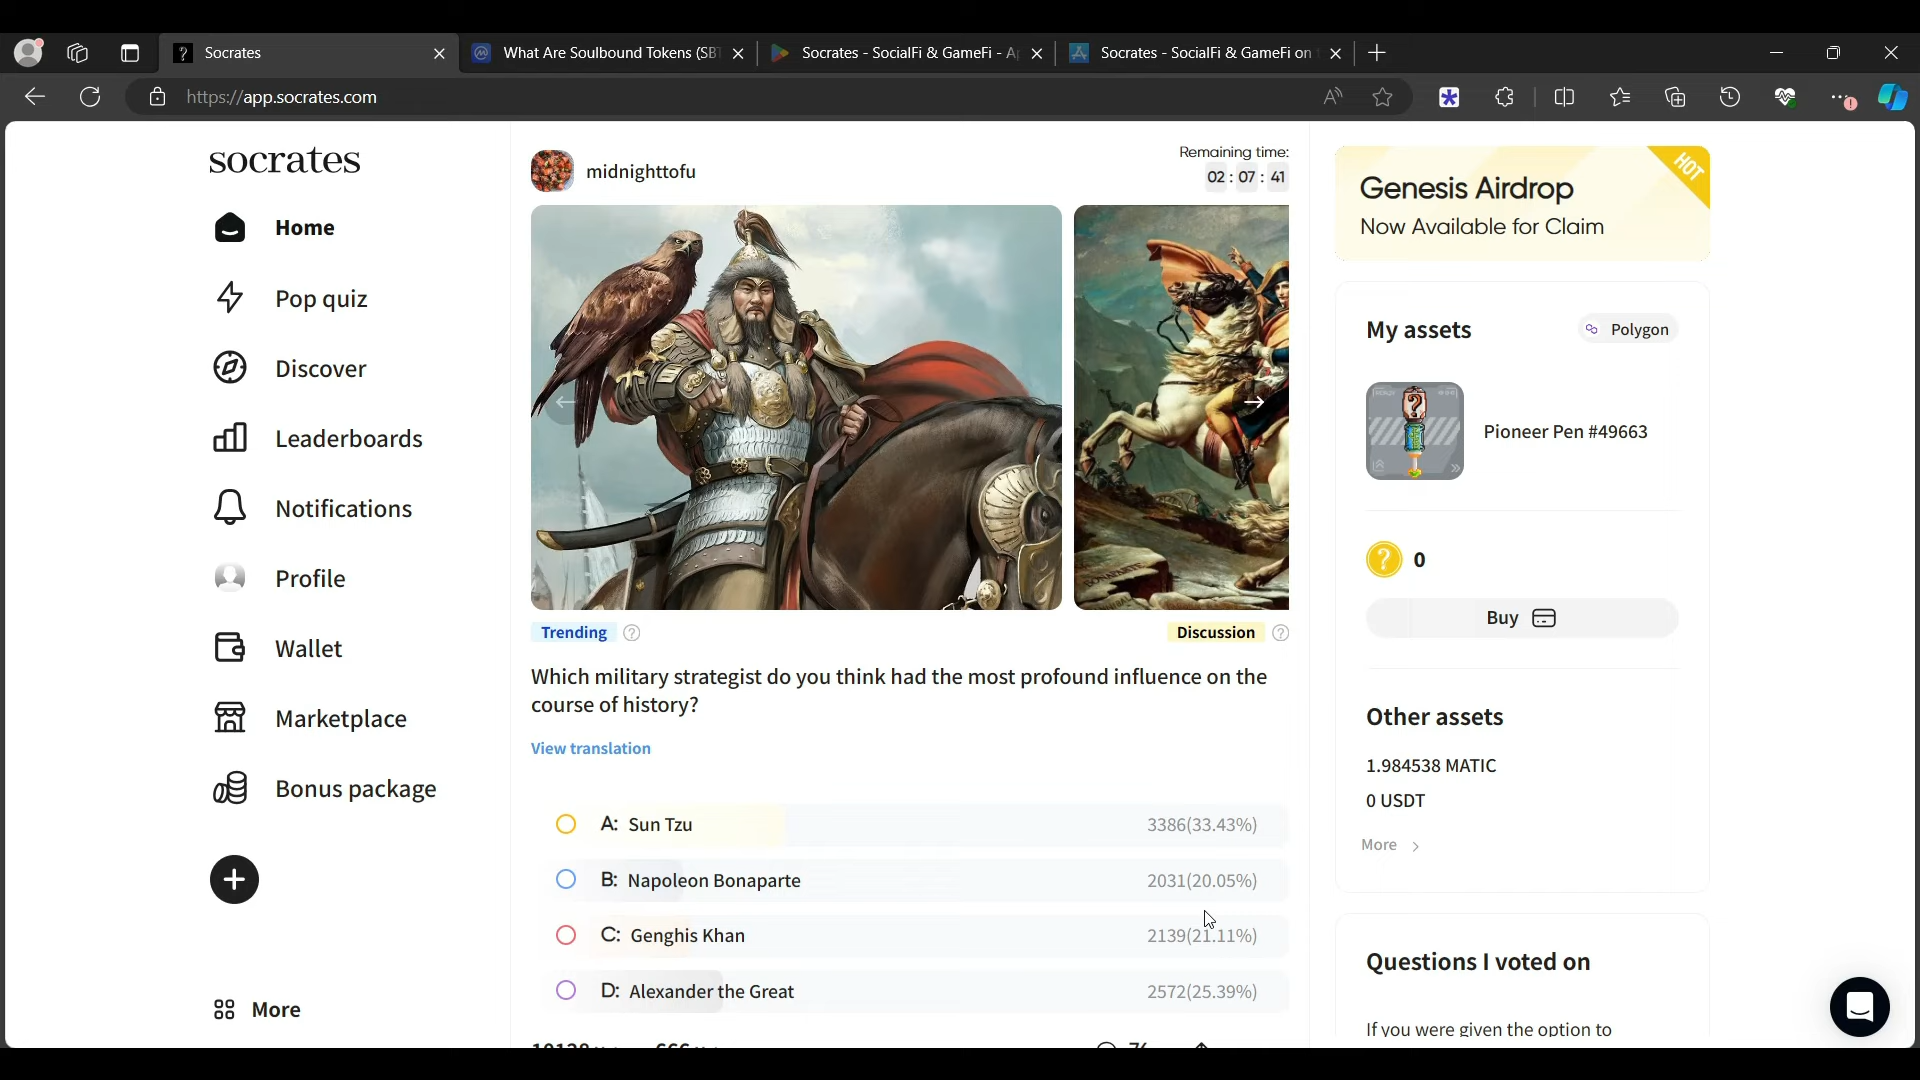 Socrates
What Are Soulbound Tokens (SBT
Socrates - SocialFi & GameFi - A
Socrates - SocialFi & GameFi on
https://app.socrates.com
socrates
Home
Pop quiz
Discover
Leaderboards
Notifications
Profile
Wallet
Marketplace
Bonus package
More
midnighttofu
Remaining time:
02 : 07 : 41
Trending
Discussion
Which military strategist do you think had the most profound influence on the
course of history?
View translation
A: Sun Tzu 3386(33.43%)
B: Napoleon Bonaparte 2031(20.05%)
C: Genghis Khan 2139(21.11%)
D: Alexander the Great 2572(25.39%)
HOT
Genesis Airdrop
Now Available for Claim
My assets
Polygon
Pioneer Pen #49663
0
Buy
Other assets
1.984538 MATIC
0 USDT
More
Questions I voted on
If you were given the option to